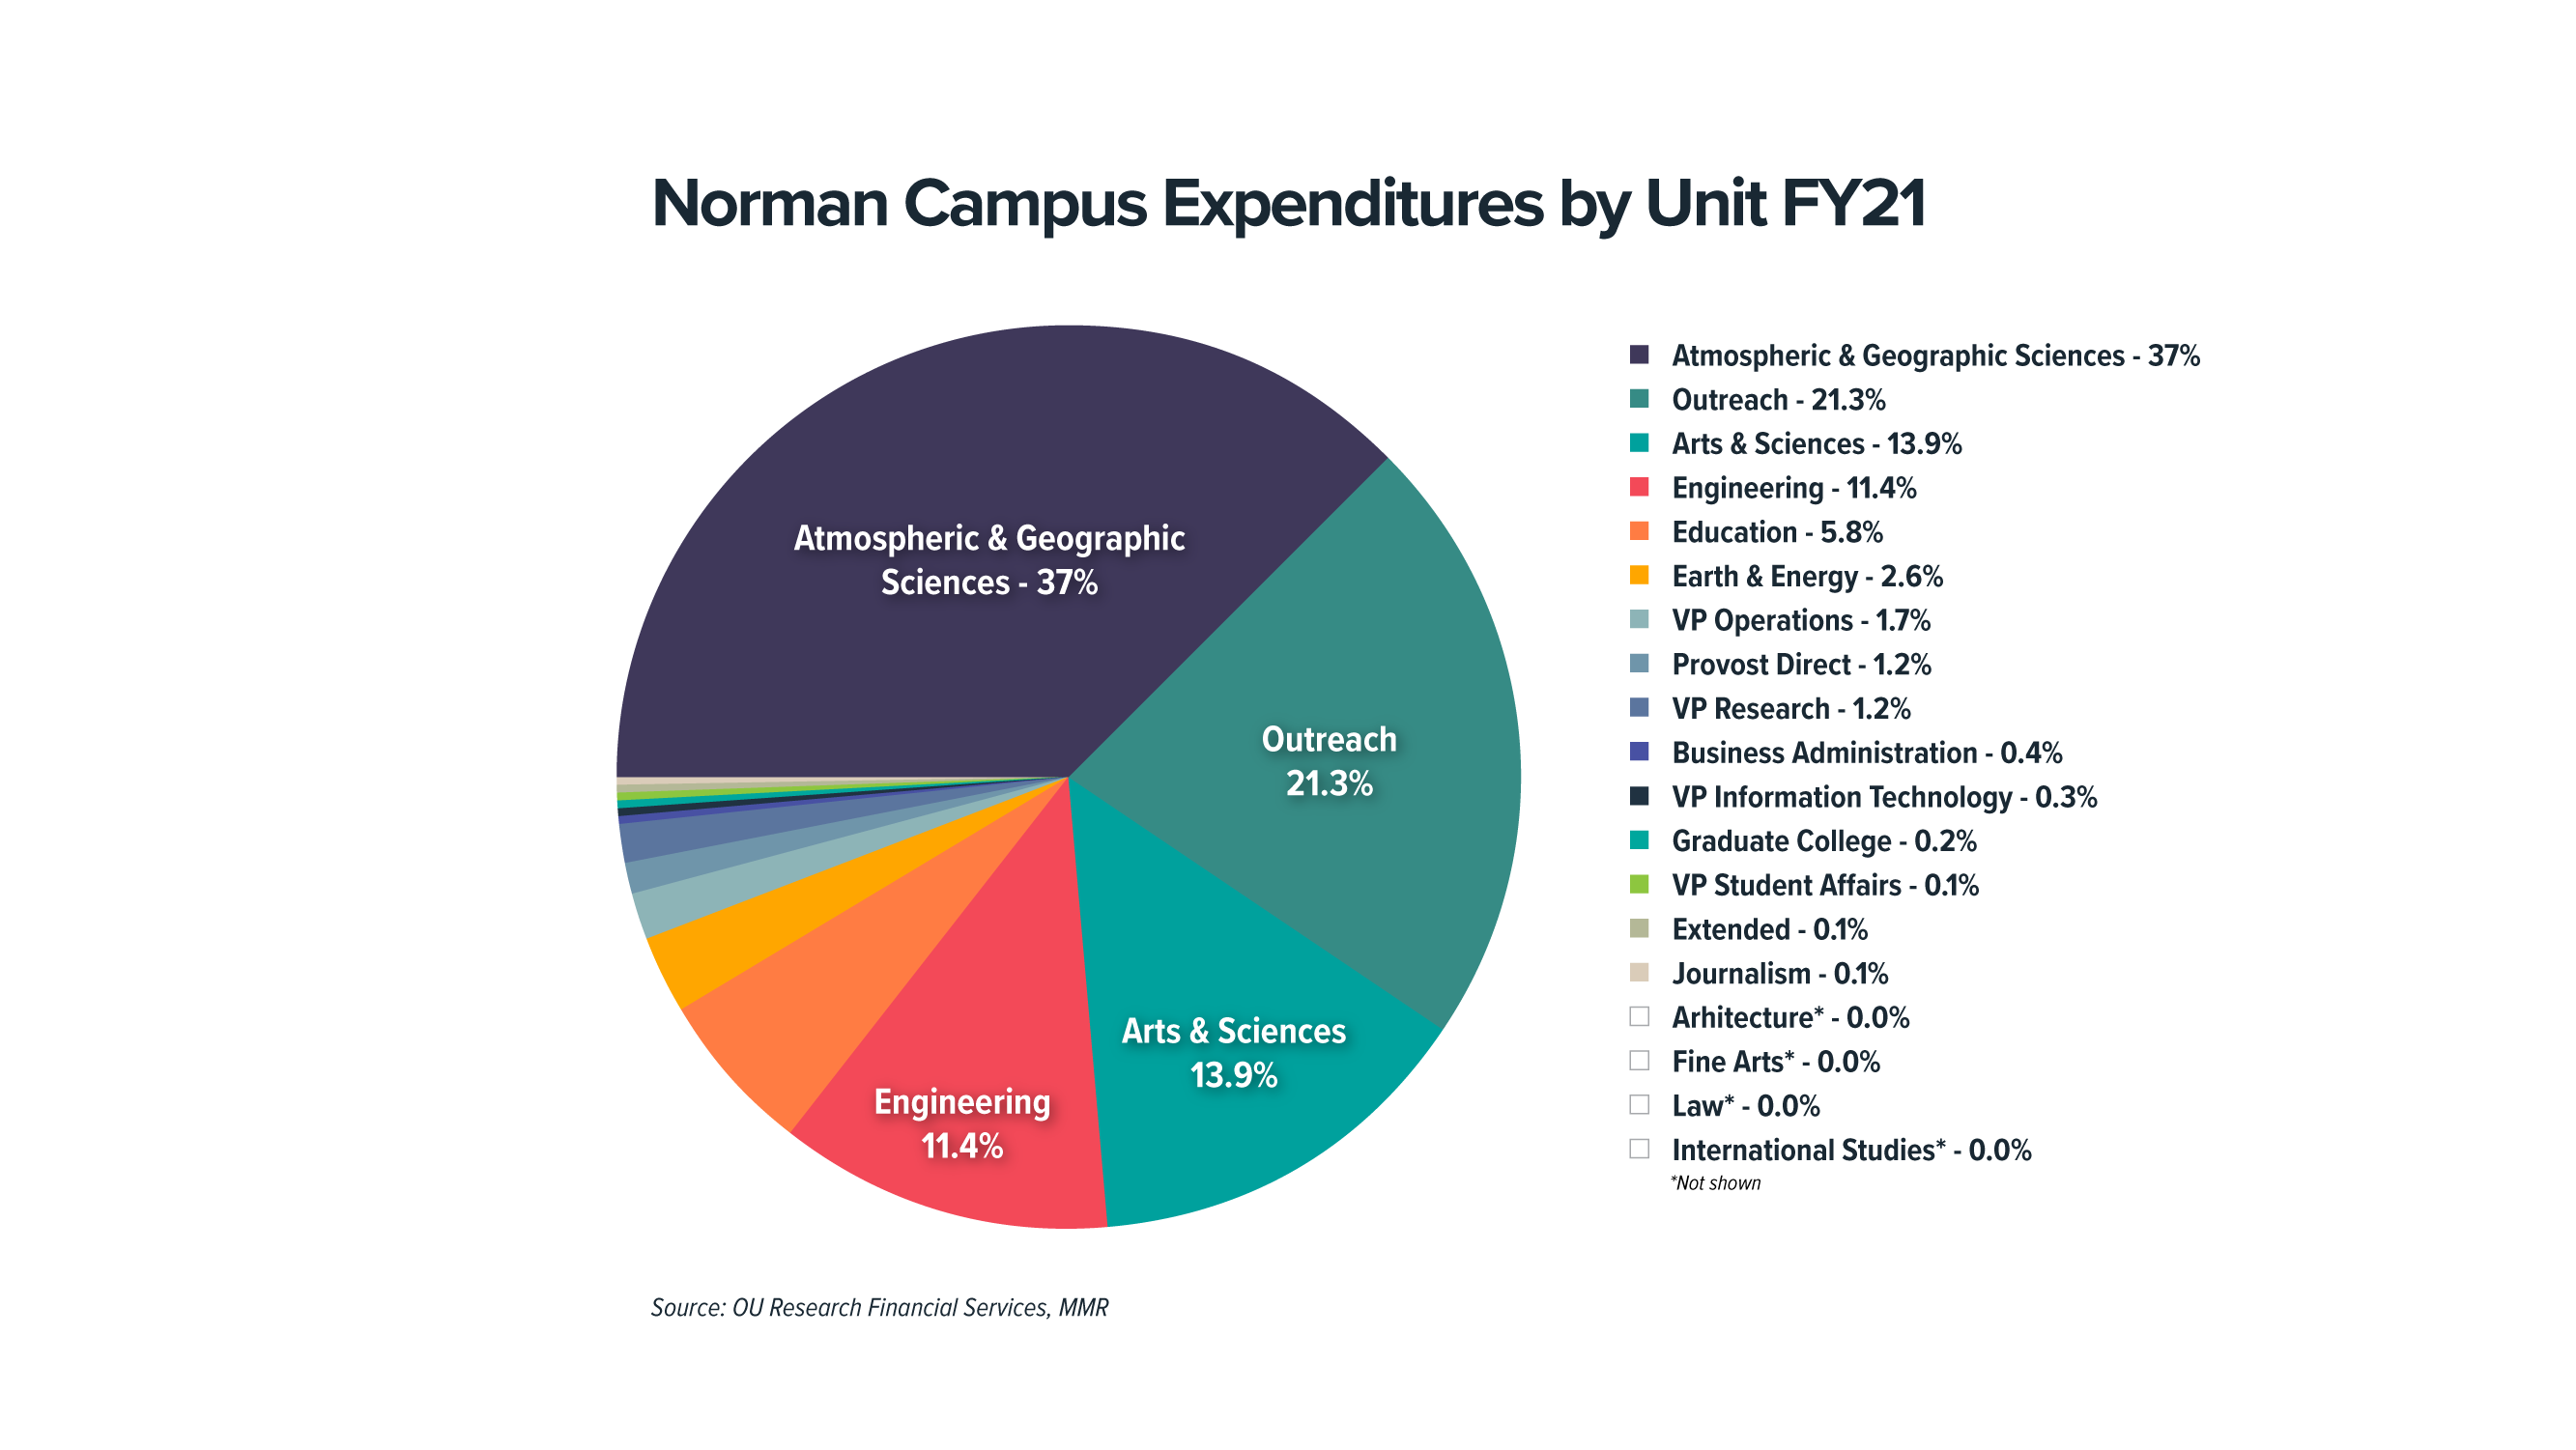 Norman Campus Expenditures by Unit FY21
Atmospheric & Geographic
Sciences - 37%
Outreach
21.3%
Arts & Sciences
13.9%
Engineering
11.4%
Atmospheric & Geographic Sciences - 37%
Outreach - 21.3%
Arts & Sciences - 13.9%
Engineering - 11.4%
Education - 5.8%
Earth & Energy - 2.6%
VP Operations - 1.7%
Provost Direct - 1.2%
VP Research - 1.2%
Business Administration - 0.4%
VP Information Technology - 0.3%
Graduate College - 0.2%
VP Student Affairs - 0.1%
Extended - 0.1%
Journalism - 0.1%
Arhitecture* - 0.0%
Fine Arts* - 0.0%
Law* - 0.0%
International Studies* - 0.0%
*Not shown
Source: OU Research Financial Services, MMR